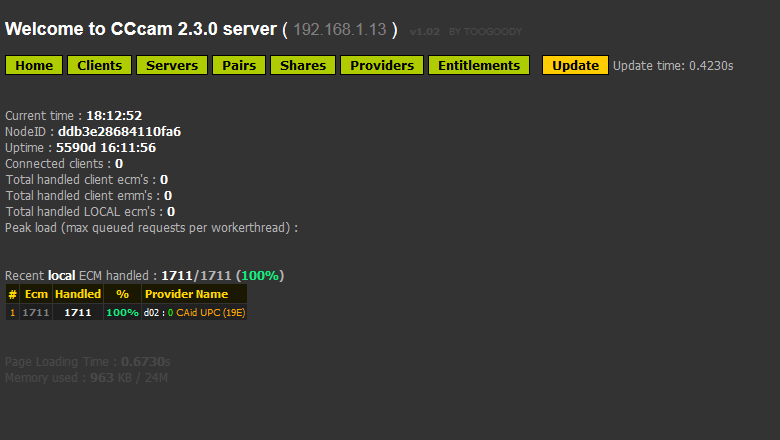 Welcome to CCcam 2.3.0 server ( 192.168.1.13 ) v1.02 BY TOOGOODY
Home Clients Servers Pairs Shares Providers Entitlements Update Update time: 0.4230s
Current time : 18:12:52
NodeID : ddb3e28684110fa6
Uptime : 5590d 16:11:56
Connected clients : 0
Total handled client ecm's : 0
Total handled client emm's : 0
Total handled LOCAL ecm's : 0
Peak load (max queued requests per workerthread) :
Recent local ECM handled : 1711/1711 (100%)
# Ecm Handled % Provider Name
1 1711 1711 100% d02 : 0 CAid UPC (19E)
Page Loading Time : 0.6730s
Memory used : 963 KB / 24M